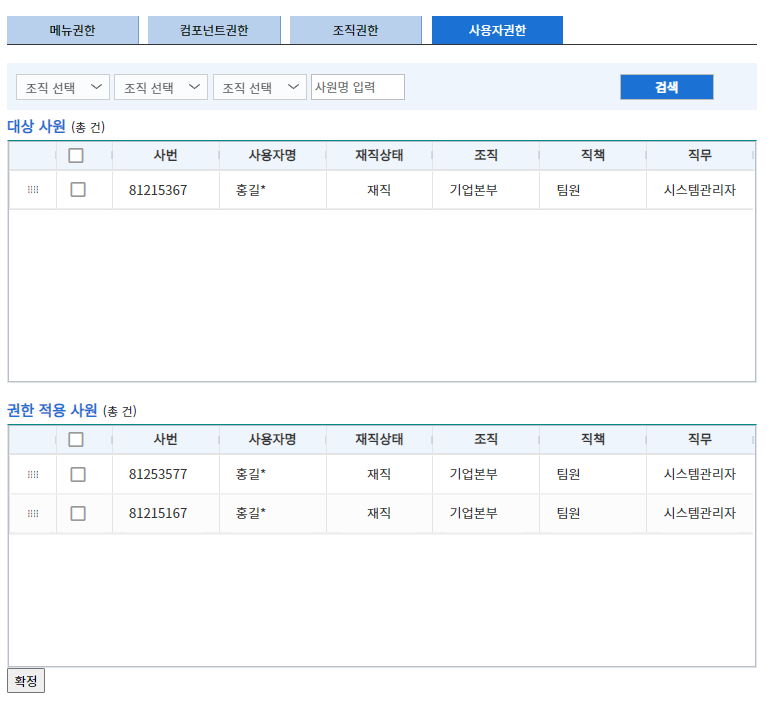 메뉴권한 컴포넌트권한 조직권한 사용자권한
조직 선택 조직 선택 조직 선택 사원명 입력 검색
대상 사원 (총 건)
사번 사용자명 재직상태 조직 직책 직무
81215367 홍길* 재직 기업본부 팀원 시스템관리자
권한 적용 사원 (총 건)
사번 사용자명 재직상태 조직 직책 직무
81253577 홍길* 재직 기업본부 팀원 시스템관리자
81215167 홍길* 재직 기업본부 팀원 시스템관리자
확정